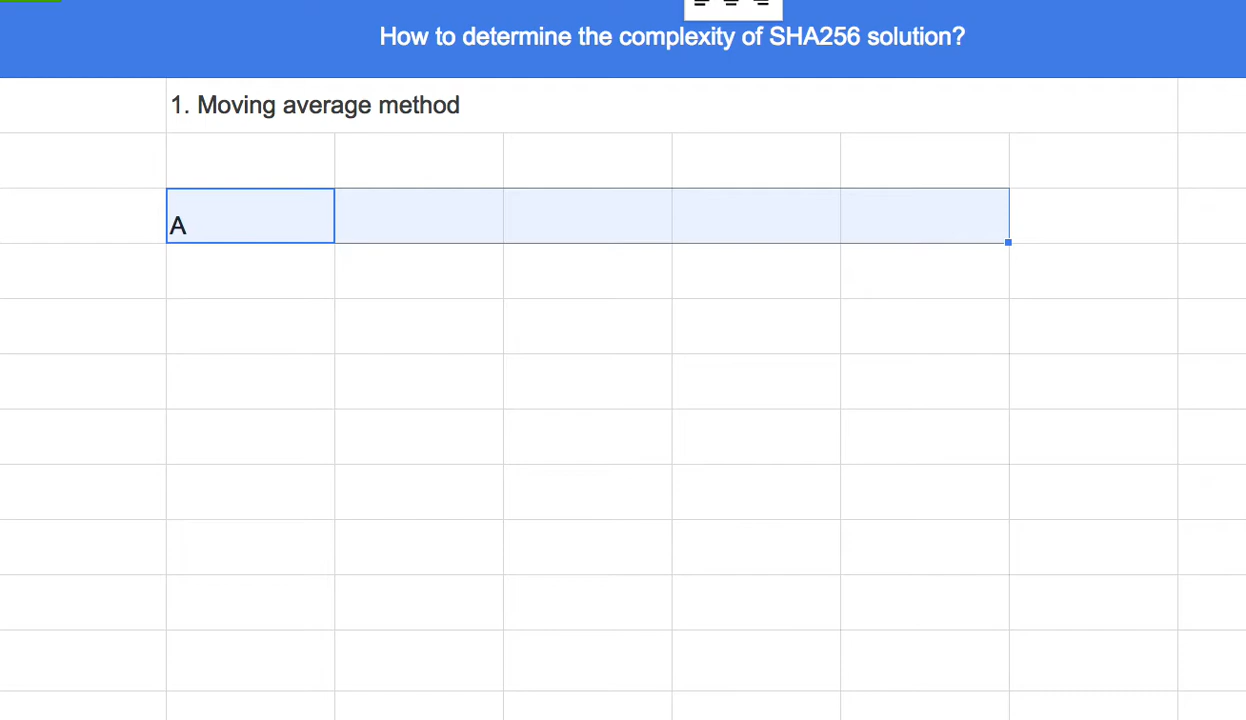 How to determine the complexity of SHA256 solution?
1. Moving average method
A